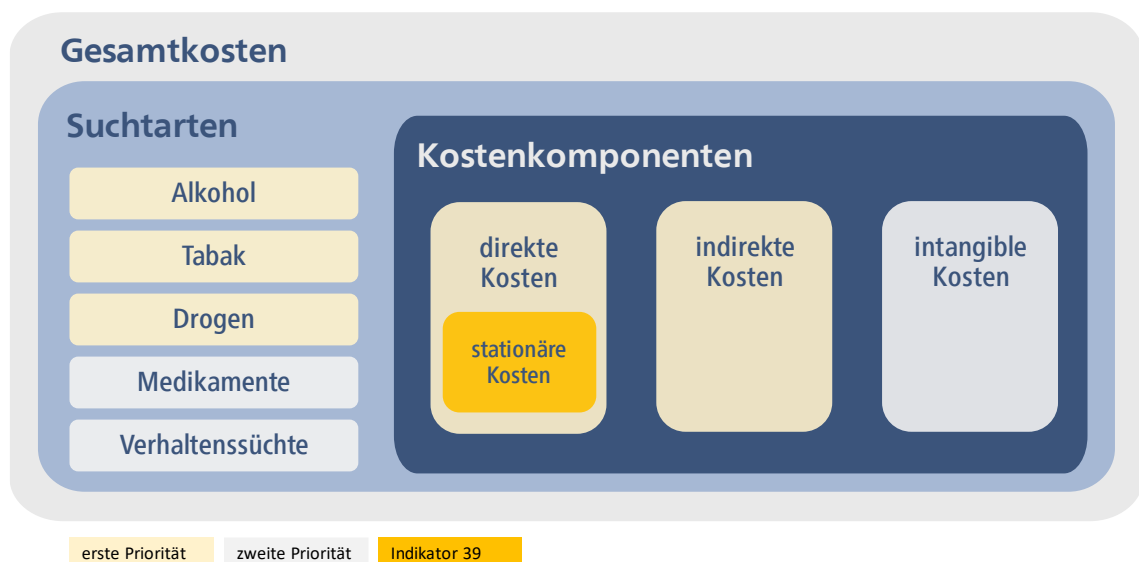 Gesamtkosten
Suchtarten
Alkohol
Tabak
Drogen
Medikamente
Verhaltenssüchte
Kostenkomponenten
direkte
Kosten
stationäre
Kosten
indirekte
Kosten
intangible
Kosten
erste Priorität
zweite Priorität
Indikator 39